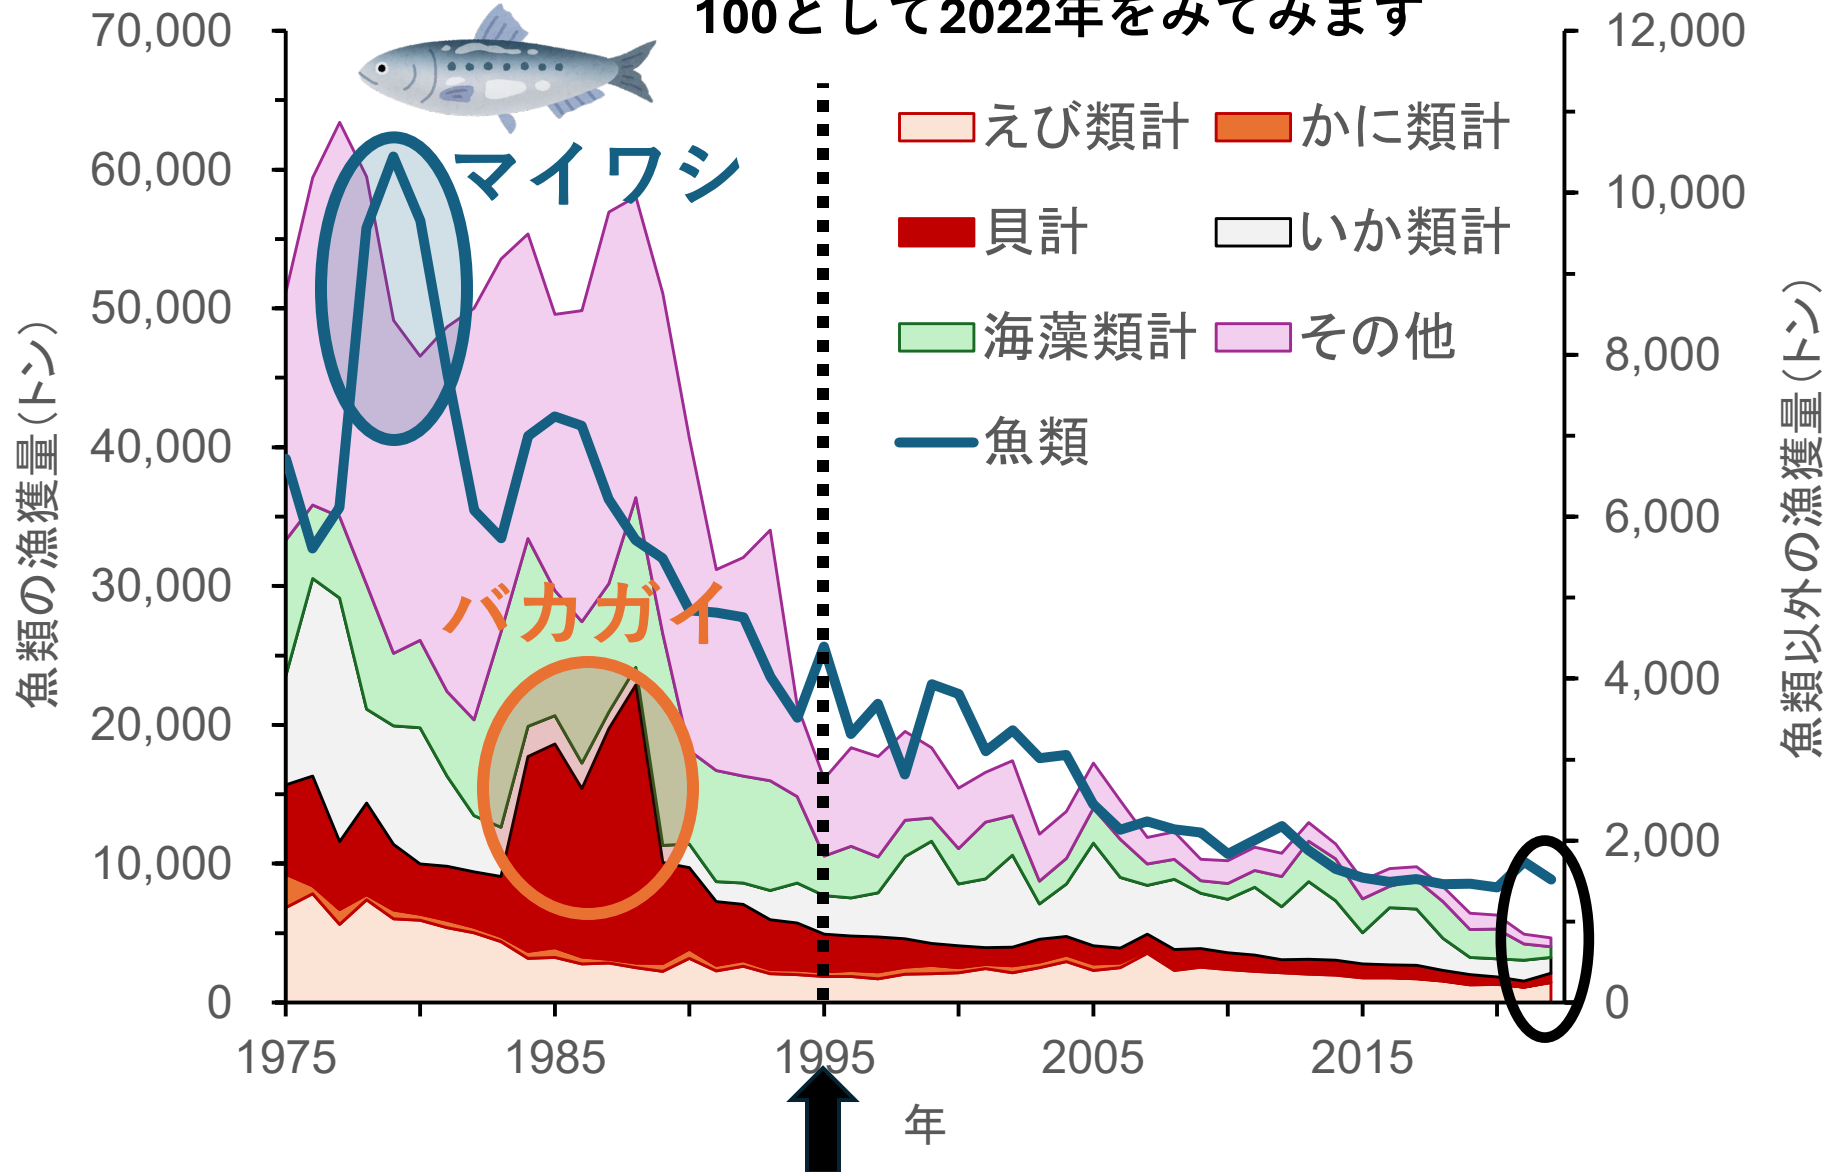 100として2022年をみてみます
70,000
60,000
50,000
40,000
30,000
20,000
10,000
0
魚類の漁獲量(トン)
マイワシ
バカガイ
えび類計
かに類計
貝計
いか類計
海藻類計
その他
魚類
12,000
10,000
8,000
6,000
4,000
2,000
0
魚類以外の漁獲量(トン)
1975
1985
1995
2005
2015
年